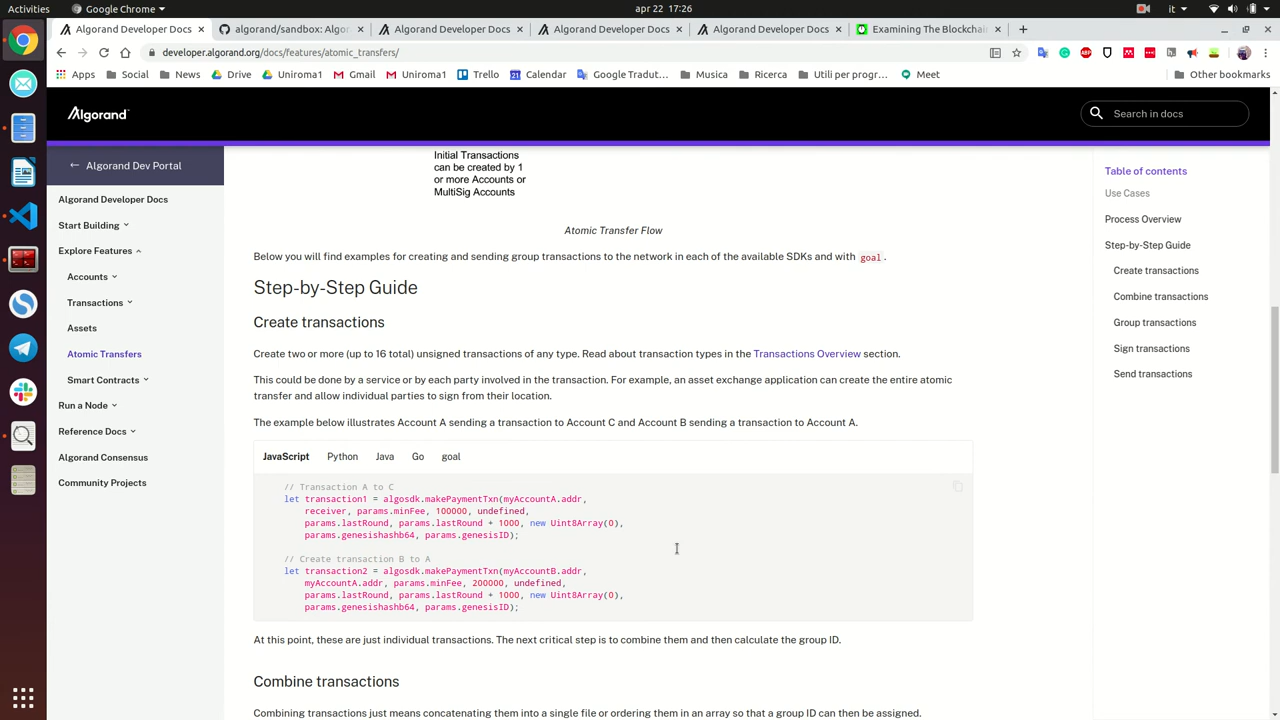 Activities
Google Chrome
apr 22 17:26
it
Algorand Developer Docs
algorand/sandbox: Algor
Algorand Developer Docs
Algorand Developer Docs
Algorand Developer Docs
Examining The Blockchain
developer.algorand.org/docs/features/atomic_transfers/
Apps
Social
News
Drive
Uniroma1
Gmail
Uniroma1
Trello
Calendar
Google Tradut…
Musica
Ricerca
Utili per progr…
Meet
Other bookmarks
Algorand
Search in docs
← Algorand Dev Portal
Algorand Developer Docs
Start Building
Explore Features
Accounts
Transactions
Assets
Atomic Transfers
Smart Contracts
Run a Node
Reference Docs
Algorand Consensus
Community Projects
Initial Transactions
can be created by 1
or more Accounts or
MultiSig Accounts
Atomic Transfer Flow
Below you will find examples for creating and sending group transactions to the network in each of the available SDKs and with goal.
Step-by-Step Guide
Create transactions
Create two or more (up to 16 total) unsigned transactions of any type. Read about transaction types in the Transactions Overview section.
This could be done by a service or by each party involved in the transaction. For example, an asset exchange application can create the entire atomic
transfer and allow individual parties to sign from their location.
The example below illustrates Account A sending a transaction to Account C and Account B sending a transaction to Account A.
JavaScript Python Java Go goal
// Transaction A to C
let transaction1 = algosdk.makePaymentTxn(myAccountA.addr,
receiver, params.minFee, 100000, undefined,
params.lastRound, params.lastRound + 1000, new Uint8Array(0),
params.genesishashb64, params.genesisID);
// Create transaction B to A
let transaction2 = algosdk.makePaymentTxn(myAccountB.addr,
myAccountA.addr, params.minFee, 200000, undefined,
params.lastRound, params.lastRound + 1000, new Uint8Array(0),
params.genesishashb64, params.genesisID);
At this point, these are just individual transactions. The next critical step is to combine them and then calculate the group ID.
Combine transactions
Combining transactions just means concatenating them into a single file or ordering them in an array so that a group ID can then be assigned.
Table of contents
Use Cases
Process Overview
Step-by-Step Guide
Create transactions
Combine transactions
Group transactions
Sign transactions
Send transactions